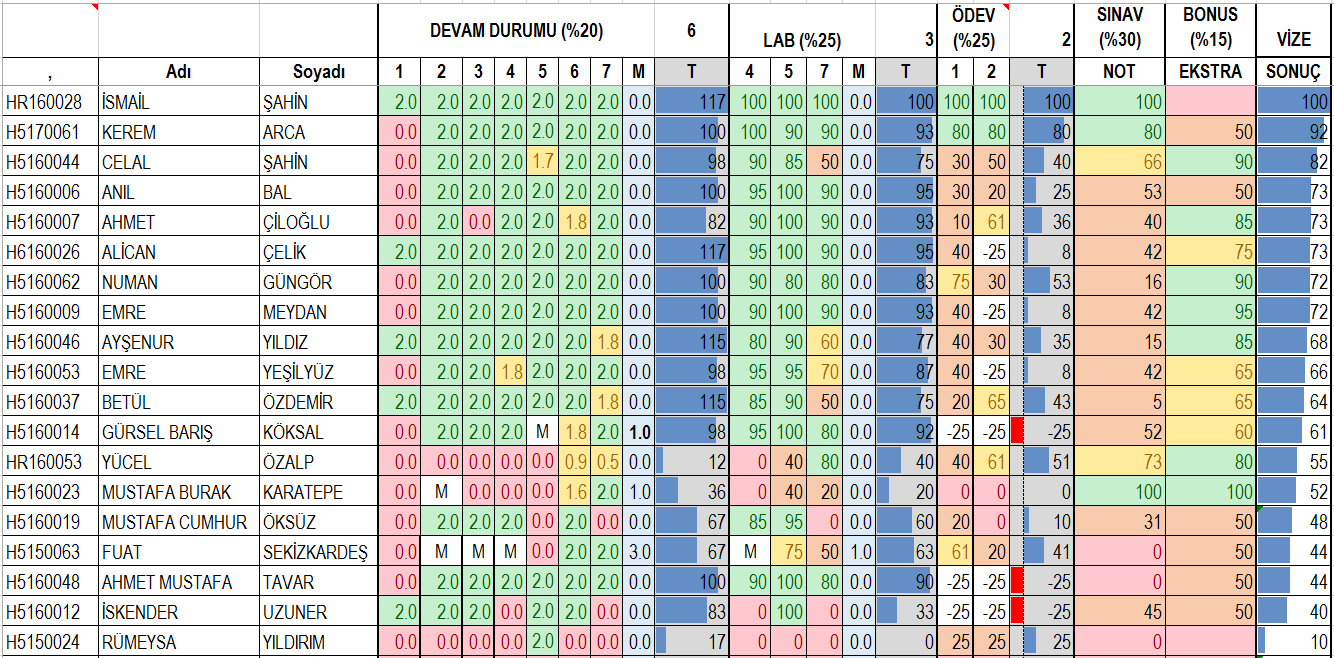 DEVAM DURUMU (%20) 6 LAB (%25) 3 ÖDEV (%25) 2 SINAV (%30) BONUS (%15) VİZE
, Adı Soyadı 1 2 3 4 5 6 7 M T 4 5 7 M T 1 2 T NOT EKSTRA SONUÇ
HR160028 İSMAİL ŞAHİN 2.0 2.0 2.0 2.0 2.0 2.0 2.0 0.0 117 100 100 100 0.0 100 100 100 100 100 100
H5170061 KEREM ARCA 0.0 2.0 2.0 2.0 2.0 2.0 2.0 0.0 100 100 90 90 0.0 93 80 80 80 80 50 92
H5160044 CELAL ŞAHİN 0.0 2.0 2.0 2.0 1.7 2.0 2.0 0.0 98 90 85 50 0.0 75 30 50 40 66 90 82
H5160006 ANIL BAL 0.0 2.0 2.0 2.0 2.0 2.0 2.0 0.0 100 95 100 90 0.0 95 30 20 25 53 50 73
H5160007 AHMET ÇİLOĞLU 0.0 2.0 0.0 2.0 2.0 1.8 2.0 0.0 82 90 100 90 0.0 93 10 61 36 40 85 73
H6160026 ALİCAN ÇELİK 2.0 2.0 2.0 2.0 2.0 2.0 2.0 0.0 117 95 100 90 0.0 95 40 -25 8 42 75 73
H5160062 NUMAN GÜNGÖR 0.0 2.0 2.0 2.0 2.0 2.0 2.0 0.0 100 90 80 80 0.0 83 75 30 53 16 90 72
H5160009 EMRE MEYDAN 0.0 2.0 2.0 2.0 2.0 2.0 2.0 0.0 100 90 100 90 0.0 93 40 -25 8 42 95 72
H5160046 AYŞENUR YILDIZ 2.0 2.0 2.0 2.0 2.0 2.0 1.8 0.0 115 80 90 60 0.0 77 40 30 35 15 85 68
H5160053 EMRE YEŞİLYÜZ 0.0 2.0 2.0 1.8 2.0 2.0 2.0 0.0 98 95 95 70 0.0 87 40 -25 8 42 65 66
H5160037 BETÜL ÖZDEMİR 2.0 2.0 2.0 2.0 2.0 2.0 1.8 0.0 115 85 90 50 0.0 75 20 65 43 5 65 64
H5160014 GÜRSEL BARIŞ KÖKSAL 0.0 2.0 2.0 2.0 M 1.8 2.0 1.0 98 95 100 80 0.0 92 -25 -25 -25 52 60 61
HR160053 YÜCEL ÖZALP 0.0 0.0 0.0 0.0 0.0 0.9 0.5 0.0 12 0 40 80 0.0 40 40 61 51 73 80 55
H5160023 MUSTAFA BURAK KARATEPE 0.0 M 0.0 0.0 0.0 1.6 2.0 1.0 36 0 40 20 0.0 20 0 0 0 100 100 52
H5160019 MUSTAFA CUMHUR ÖKSÜZ 0.0 2.0 2.0 2.0 0.0 2.0 0.0 0.0 67 85 95 0 0.0 60 20 0 10 31 50 48
H5150063 FUAT SEKİZKARDEŞ 0.0 M M M 0.0 2.0 2.0 3.0 67 M 75 50 1.0 63 61 20 41 0 50 44
H5160048 AHMET MUSTAFA TAVAR 0.0 2.0 2.0 2.0 2.0 2.0 2.0 0.0 100 90 100 80 0.0 90 -25 -25 -25 0 50 44
H5160012 İSKENDER UZUNER 2.0 2.0 2.0 0.0 2.0 2.0 0.0 0.0 83 0 100 0 0.0 33 -25 -25 -25 45 50 40
H5150024 RÜMEYSA YILDIRIM 0.0 0.0 0.0 0.0 2.0 0.0 0.0 0.0 17 0 0 0 0.0 0 25 25 25 0 10